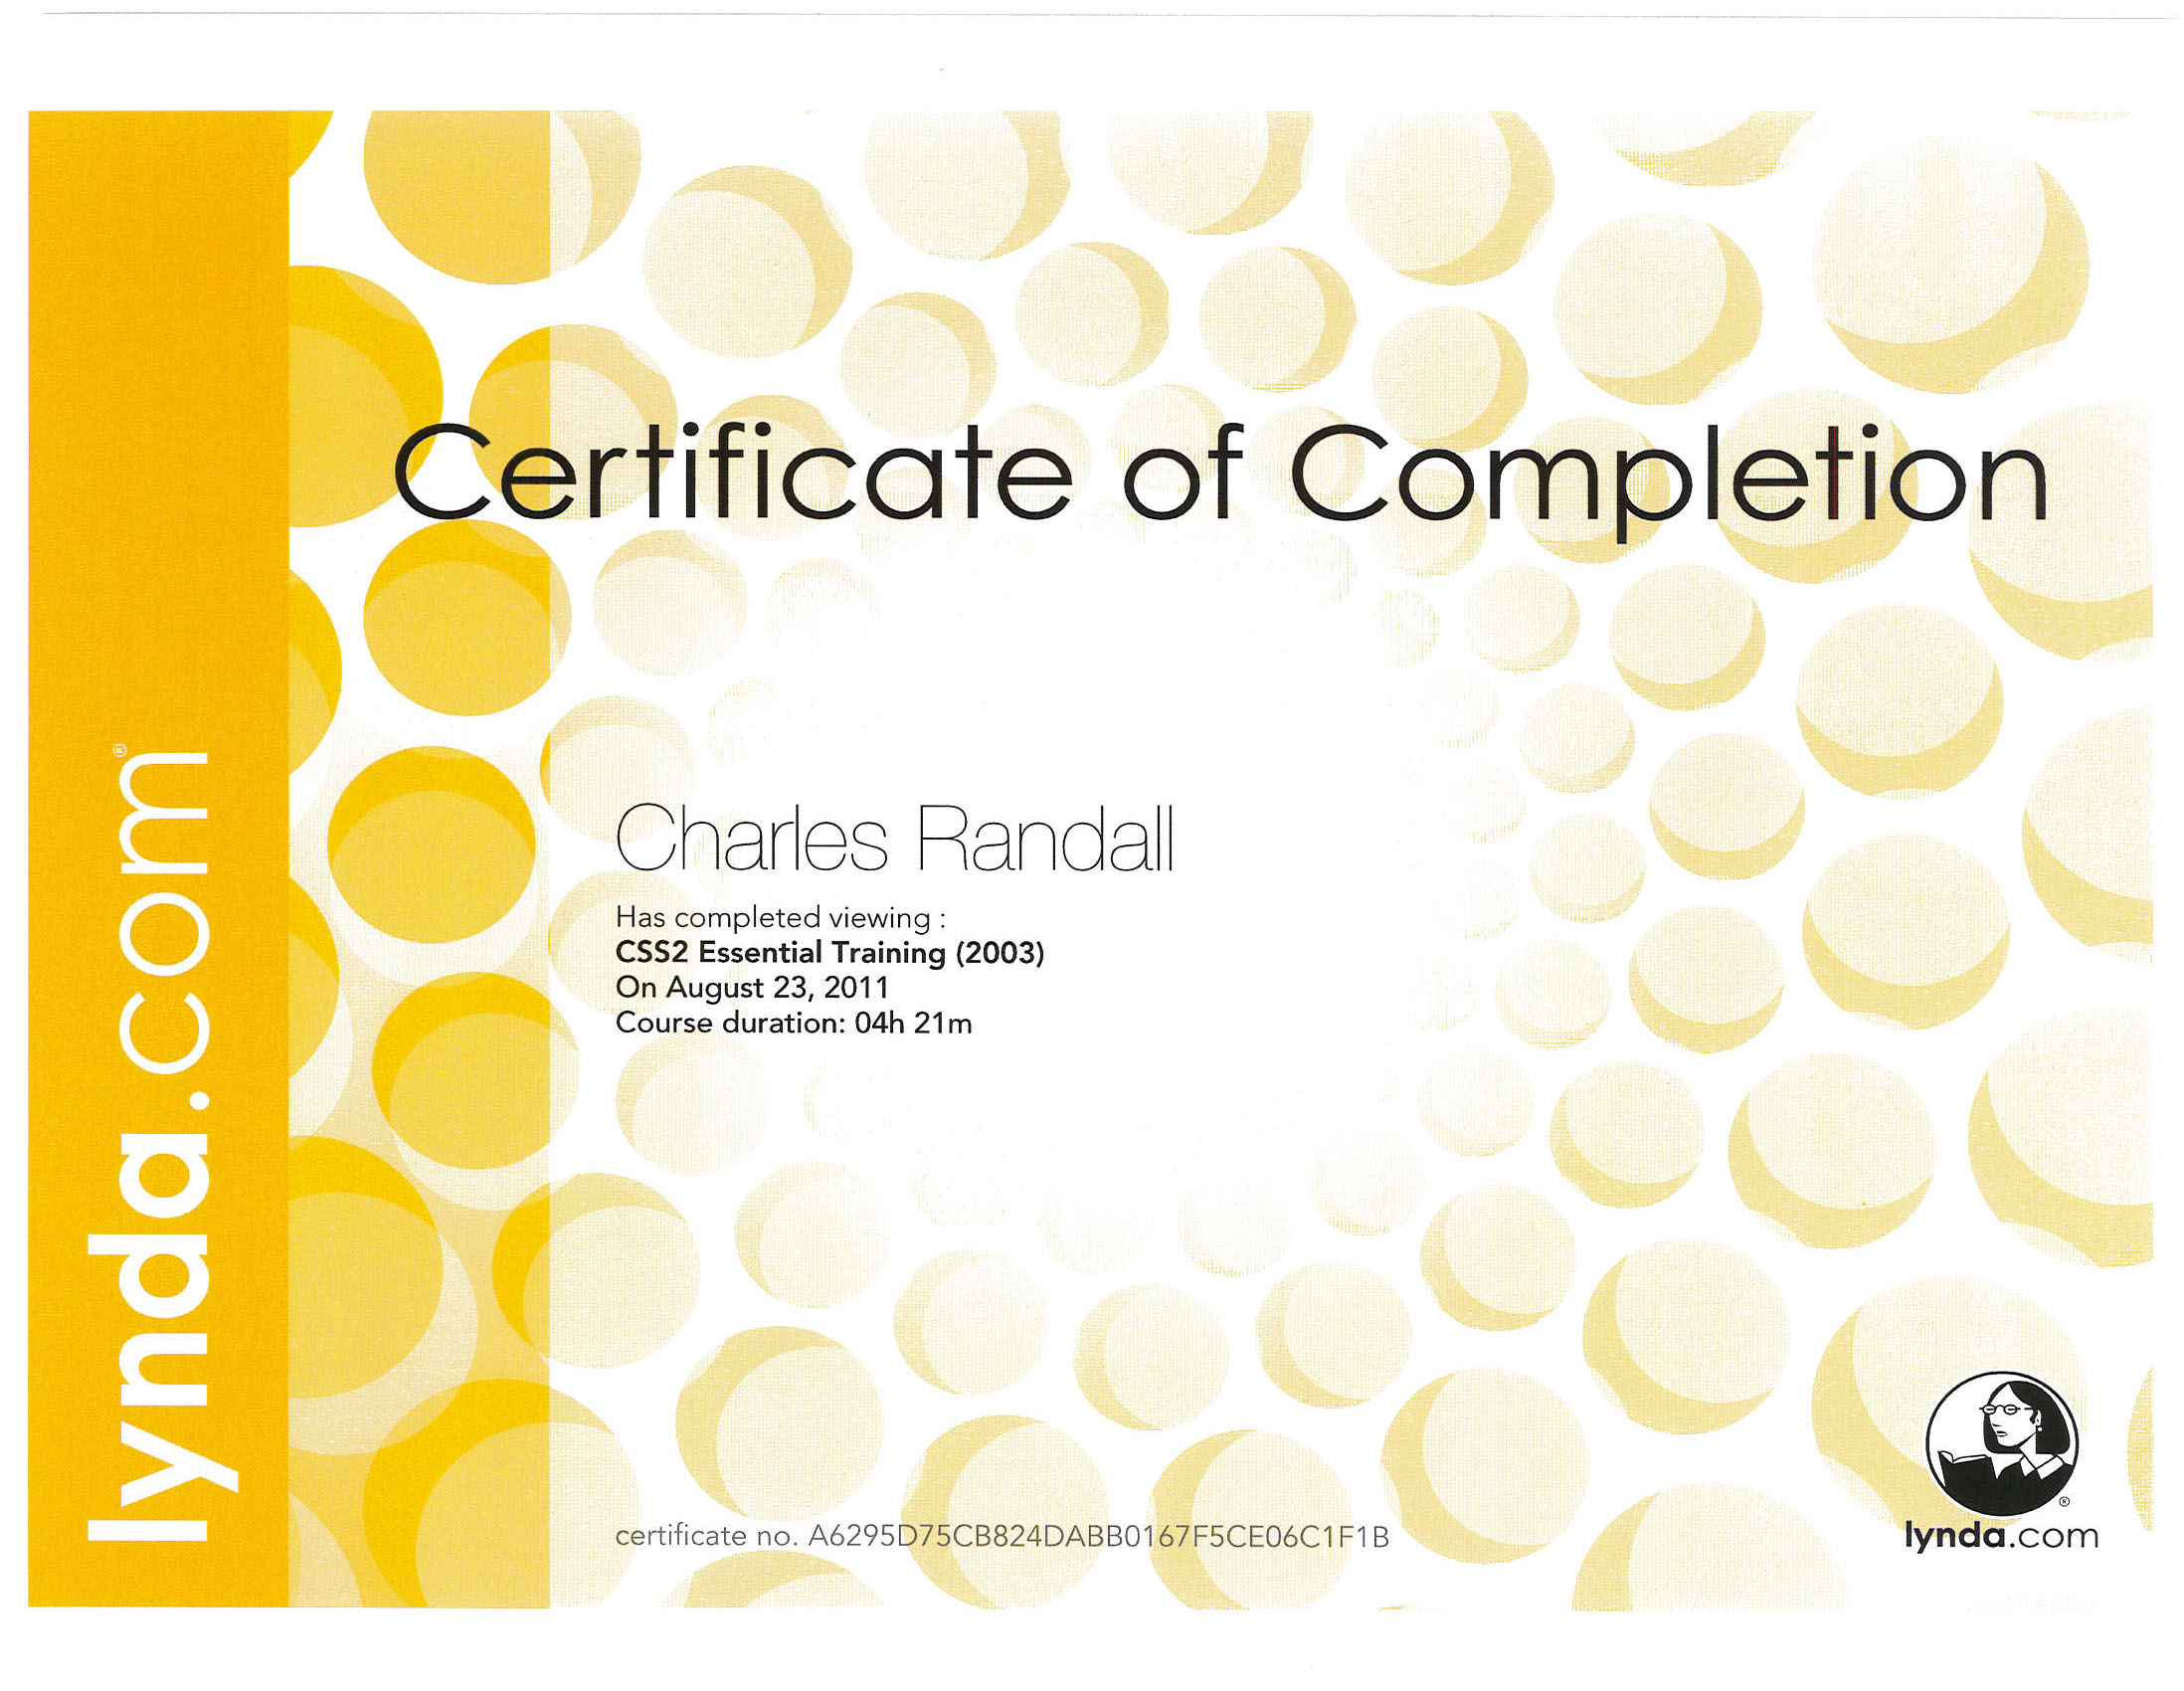 lynda.com®
Certificate of Completion
Charles Randall
Has completed viewing :
CSS2 Essential Training (2003)
On August 23, 2011
Course duration: 04h 21m
certificate no. A6295D75CB824DABB0167F5CE06C1F1B
®
lynda.com